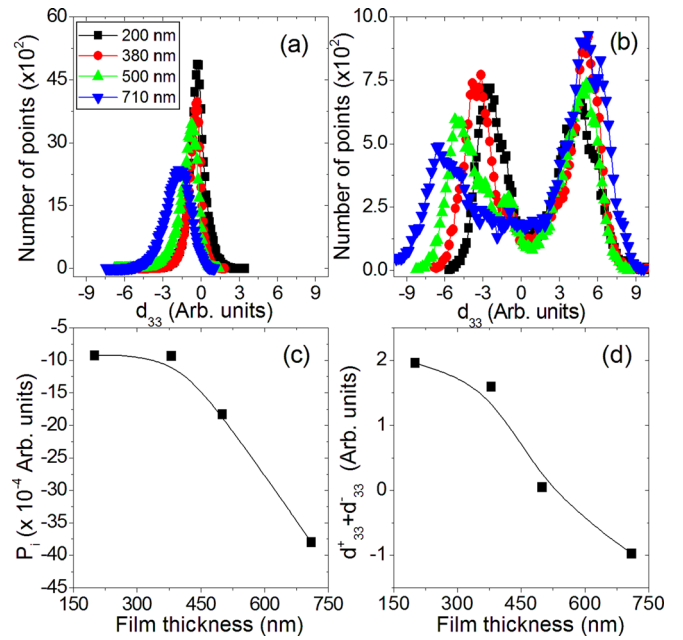 (a)
200 nm
380 nm
500 nm
710 nm
Number of points (x10²)
60
45
30
15
0
-9 -6 -3 0 3 6 9
d₃₃ (Arb. units)
(b)
Number of points (x10²)
10.0
7.5
5.0
2.5
0.0
-9 -6 -3 0 3 6 9
d₃₃ (Arb. units)
(c)
Pᵢ (x 10⁻⁴ Arb. units)
-5
-10
-15
-20
-25
-30
-35
-40
-45
150 300 450 600 750
Film thickness (nm)
(d)
d⁺₃₃+d⁻₃₃ (Arb. units)
2
1
0
-1
150 300 450 600 750
Film thickness (nm)